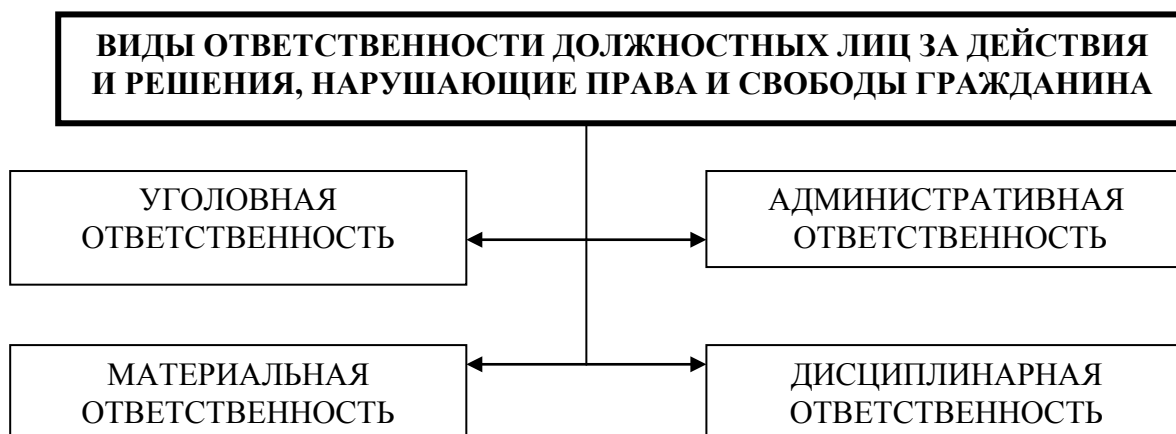 ВИДЫ ОТВЕТСТВЕННОСТИ ДОЛЖНОСТНЫХ ЛИЦ ЗА ДЕЙСТВИЯ
И РЕШЕНИЯ, НАРУШАЮЩИЕ ПРАВА И СВОБОДЫ ГРАЖДАНИНА
УГОЛОВНАЯ
ОТВЕТСТВЕННОСТЬ
АДМИНИСТРАТИВНАЯ
ОТВЕТСТВЕННОСТЬ
МАТЕРИАЛЬНАЯ
ОТВЕТСТВЕННОСТЬ
ДИСЦИПЛИНАРНАЯ
ОТВЕТСТВЕННОСТЬ